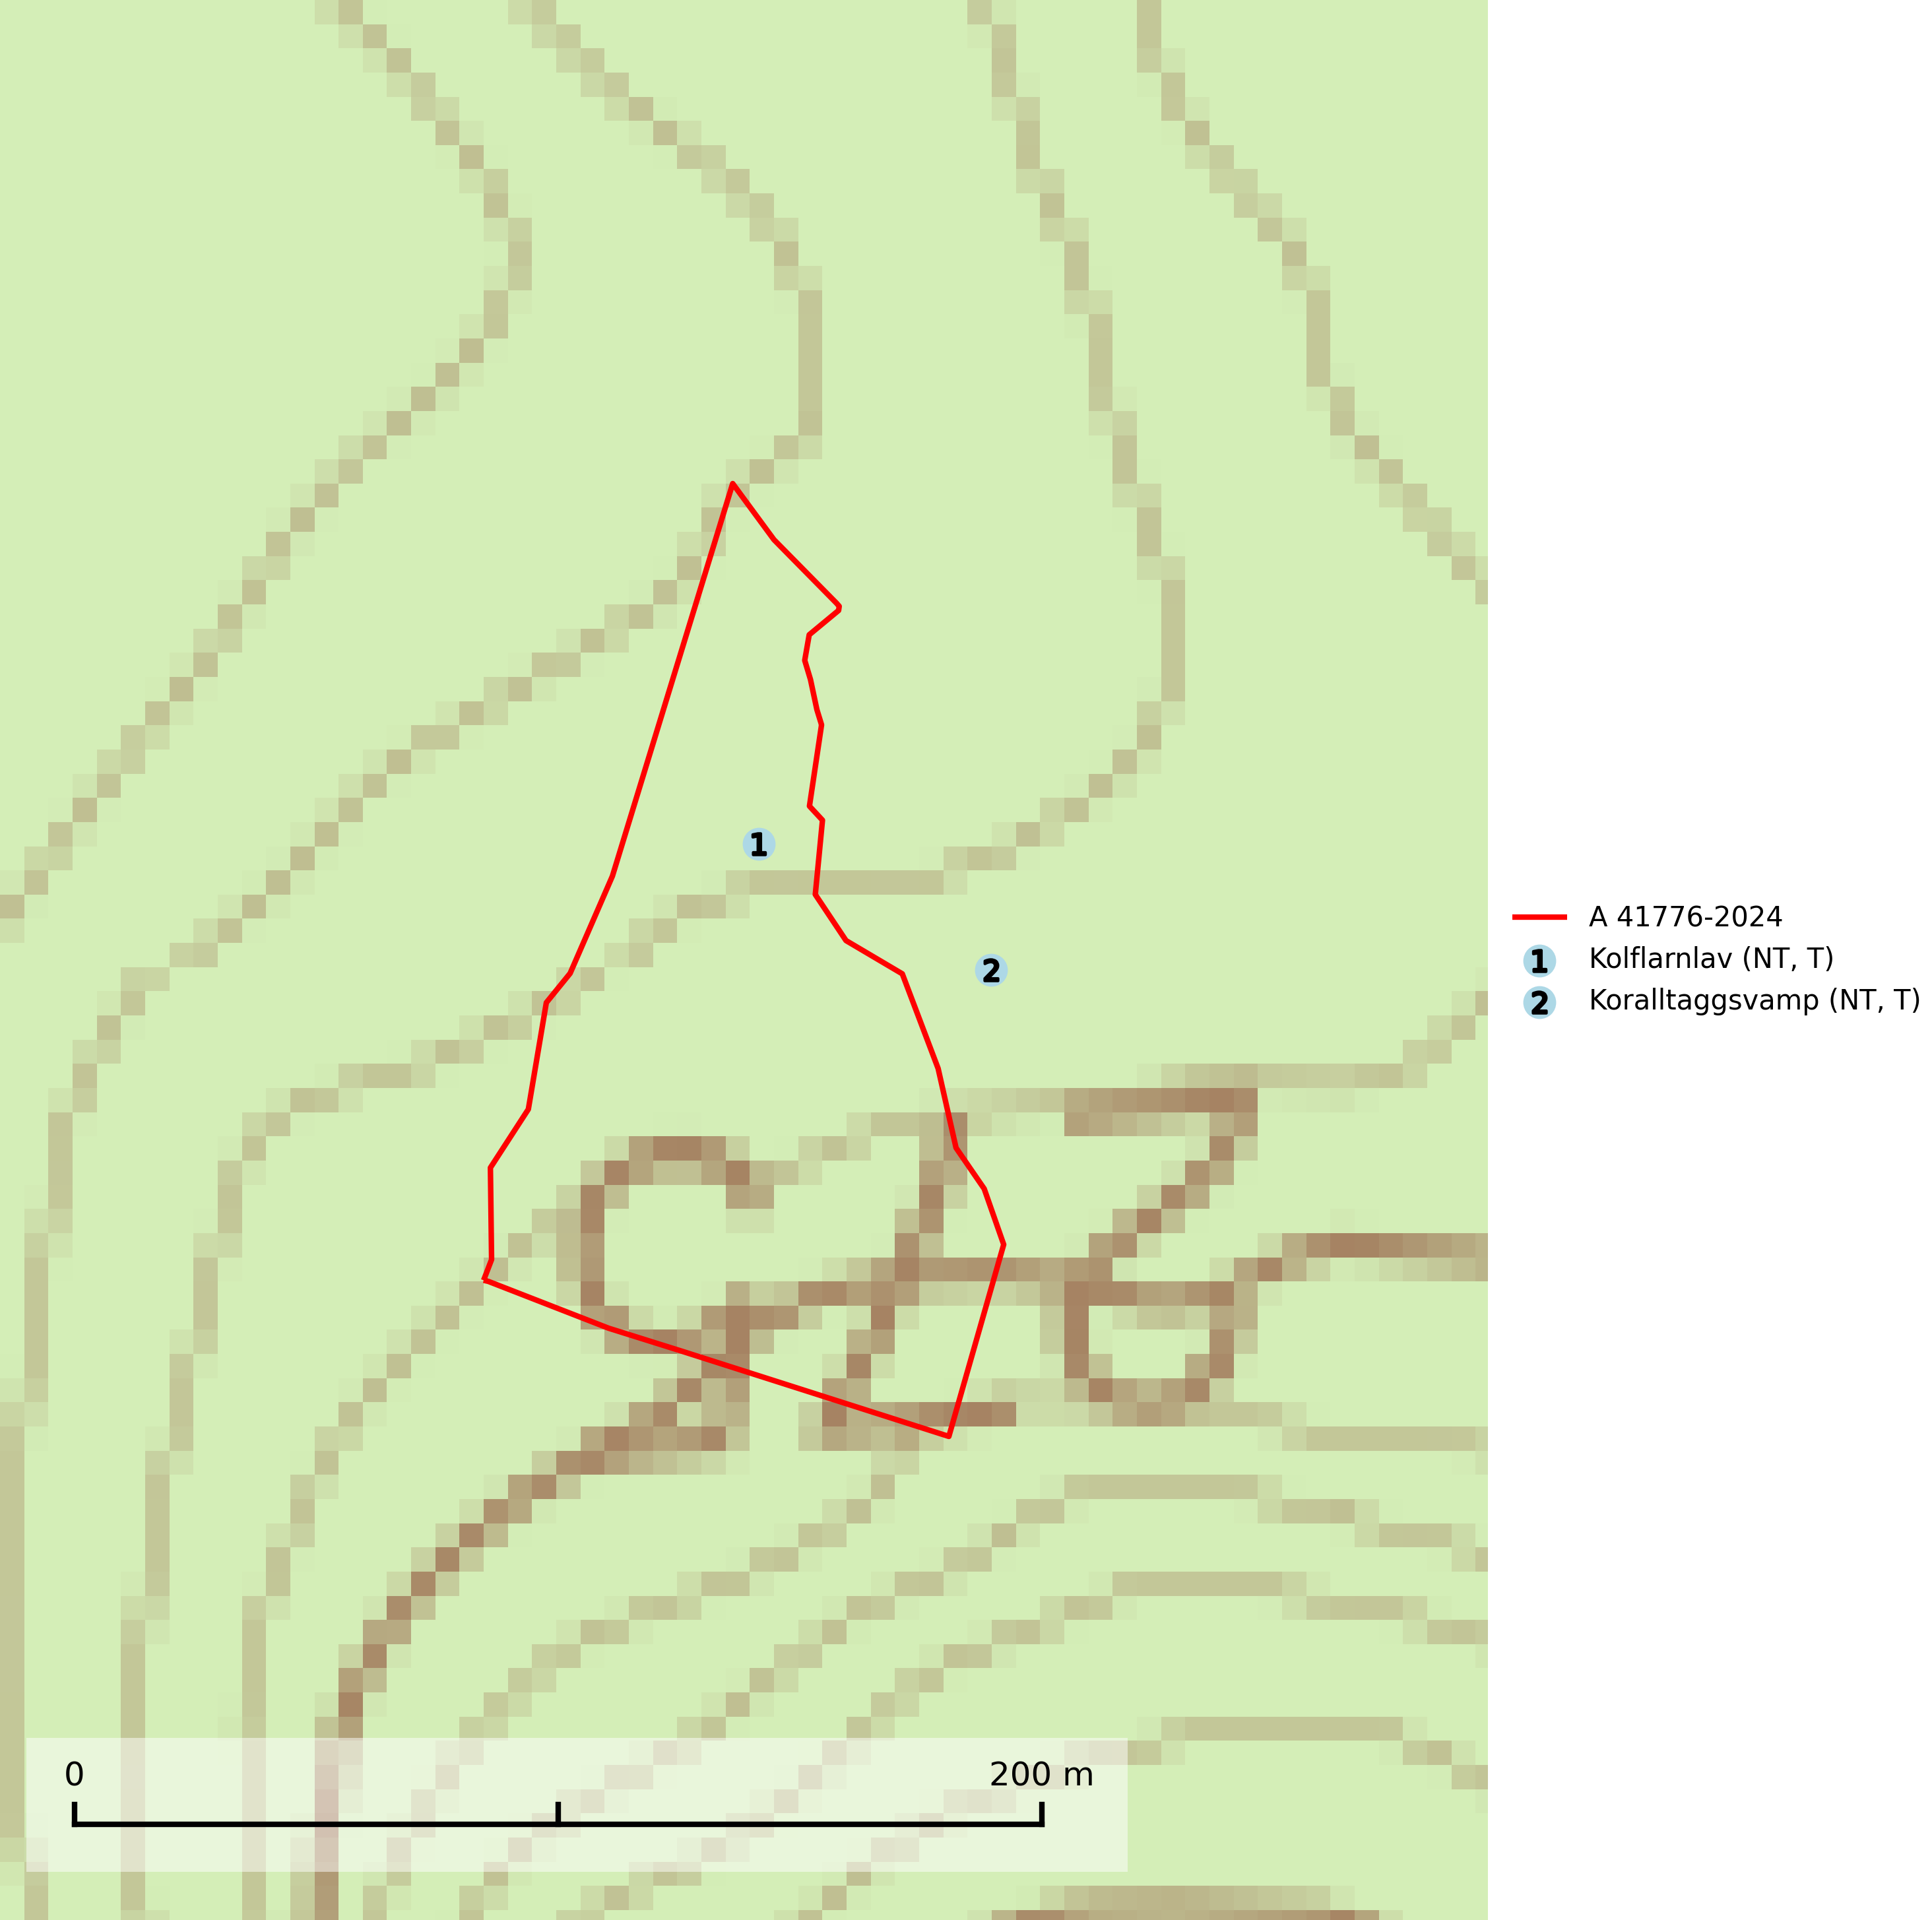 1
2
A 41776-2024
1 Kolflarnlav (NT, T)
2 Koralltaggsvamp (NT, T)
0 200 m